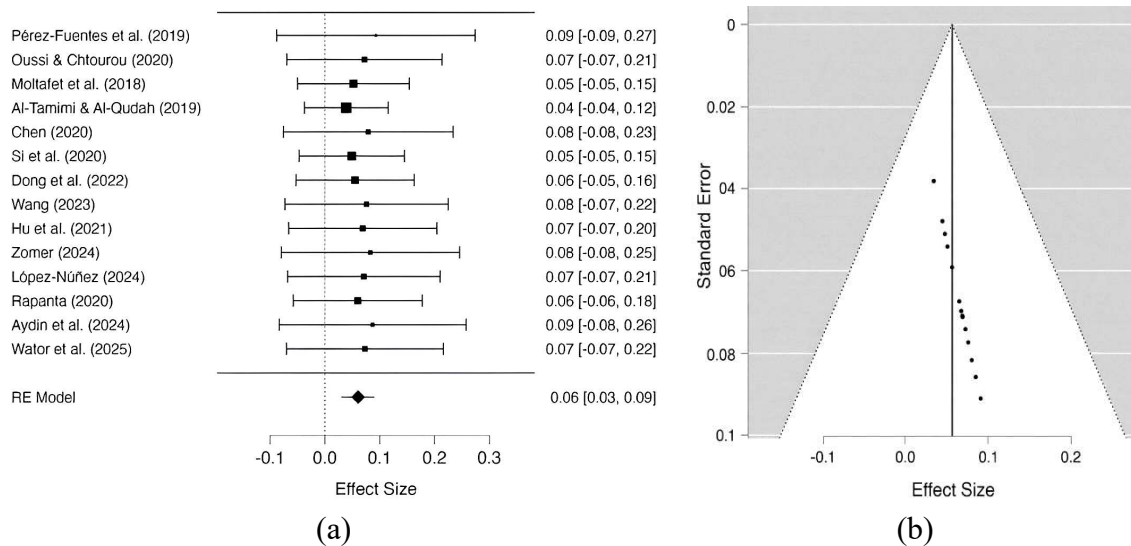 Pérez-Fuentes et al. (2019) 0.09 [-0.09, 0.27]
Oussi & Chtourou (2020) 0.07 [-0.07, 0.21]
Moltafet et al. (2018) 0.05 [-0.05, 0.15]
Al-Tamimi & Al-Qudah (2019) 0.04 [-0.04, 0.12]
Chen (2020) 0.08 [-0.08, 0.23]
Si et al. (2020) 0.05 [-0.05, 0.15]
Dong et al. (2022) 0.06 [-0.05, 0.16]
Wang (2023) 0.08 [-0.07, 0.22]
Hu et al. (2021) 0.07 [-0.07, 0.20]
Zomer (2024) 0.08 [-0.08, 0.25]
López-Núñez (2024) 0.07 [-0.07, 0.21]
Rapanta (2020) 0.06 [-0.06, 0.18]
Aydin et al. (2024) 0.09 [-0.08, 0.26]
Wator et al. (2025) 0.07 [-0.07, 0.22]
RE Model 0.06 [0.03, 0.09]
-0.1 0.0 0.1 0.2 0.3
Effect Size
(a)
Standard Error
0
0.02
04
06
0.08
0.1
-0.1 0.0 0.1 0.2
Effect Size
(b)